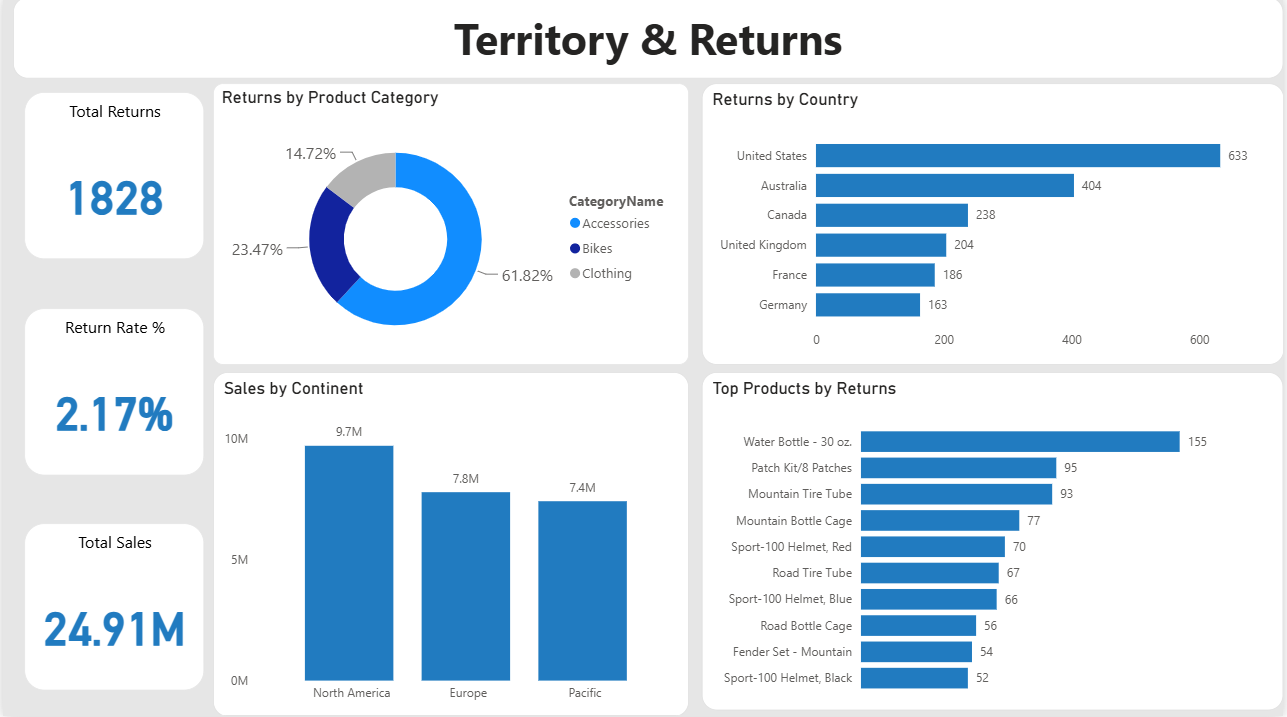 Territory & Returns
Total Returns
1828
Return Rate %
2.17%
Total Sales
24.91M
Returns by Product Category
14.72%
23.47%
61.82%
CategoryName
Accessories
Bikes
Clothing
Returns by Country
United States 633
Australia 404
Canada 238
United Kingdom 204
France 186
Germany 163
0 200 400 600
Sales by Continent
10M
5M
0M
9.7M
7.8M
7.4M
North America Europe Pacific
Top Products by Returns
Water Bottle - 30 oz. 155
Patch Kit/8 Patches 95
Mountain Tire Tube 93
Mountain Bottle Cage 77
Sport-100 Helmet, Red 70
Road Tire Tube 67
Sport-100 Helmet, Blue 66
Road Bottle Cage 56
Fender Set - Mountain 54
Sport-100 Helmet, Black 52